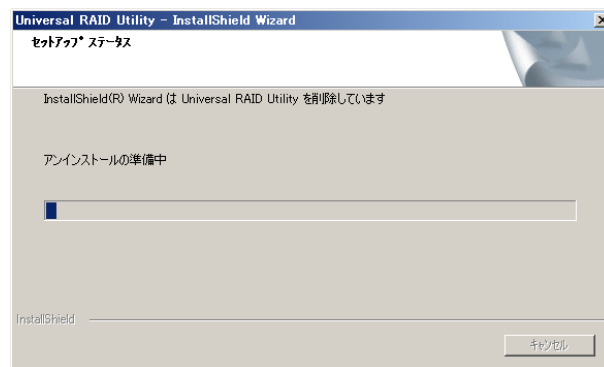 Universal RAID Utility - InstallShield Wizard
セットアップ ステータス
InstallShield(R) Wizard は Universal RAID Utility を削除しています
アンインストールの準備中
InstallShield
キャンセル